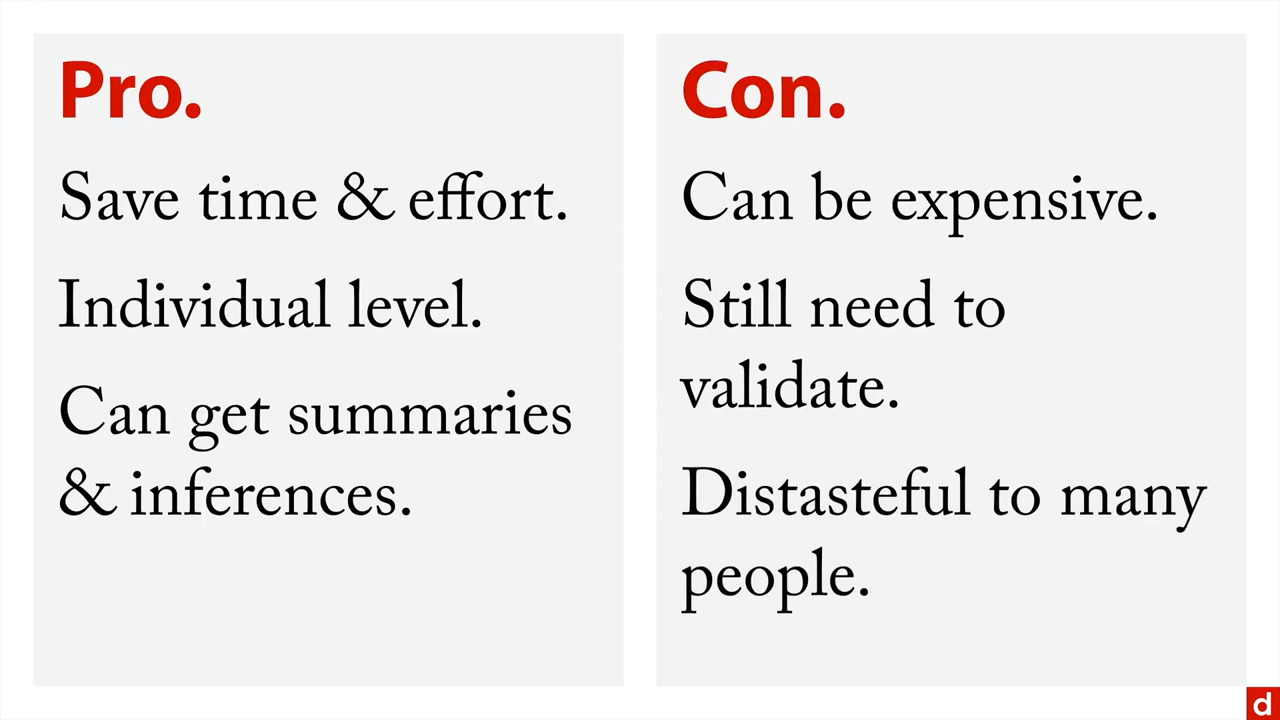 Pro.
Save time & effort.
Individual level.
Can get summaries
& inferences.
Con.
Can be expensive.
Still need to
validate.
Distasteful to many
people.
d